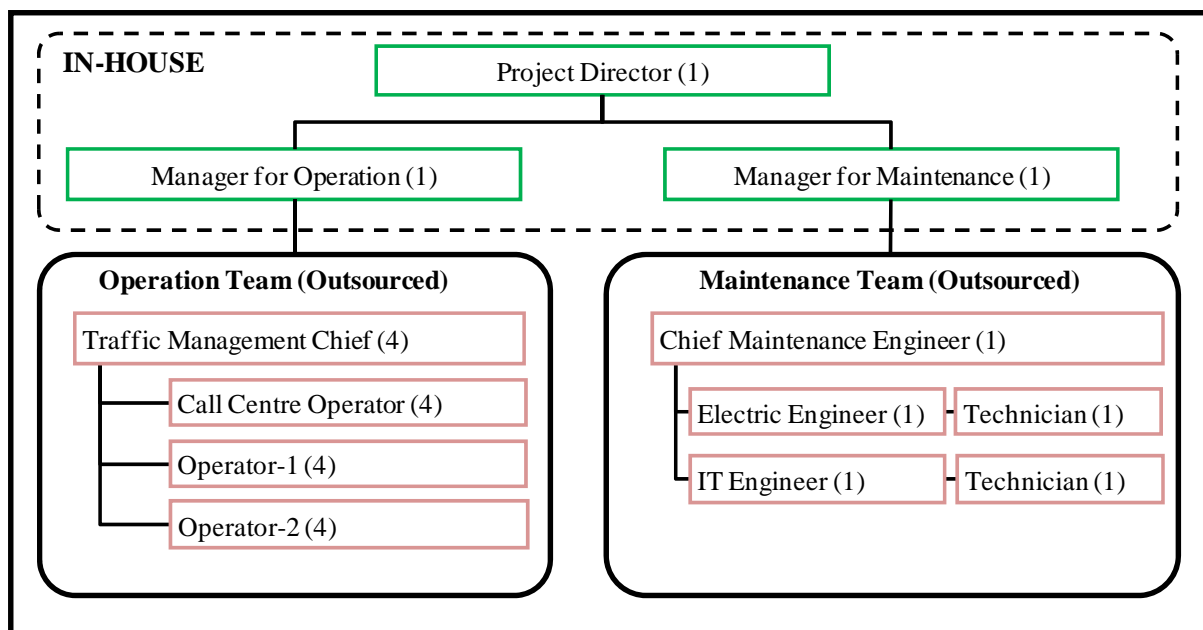 IN-HOUSE
Project Director (1)
Manager for Operation (1)
Manager for Maintenance (1)
Operation Team (Outsourced)
Traffic Management Chief (4)
Call Centre Operator (4)
Operator-1 (4)
Operator-2 (4)
Maintenance Team (Outsourced)
Chief Maintenance Engineer (1)
Electric Engineer (1)
Technician (1)
IT Engineer (1)
Technician (1)